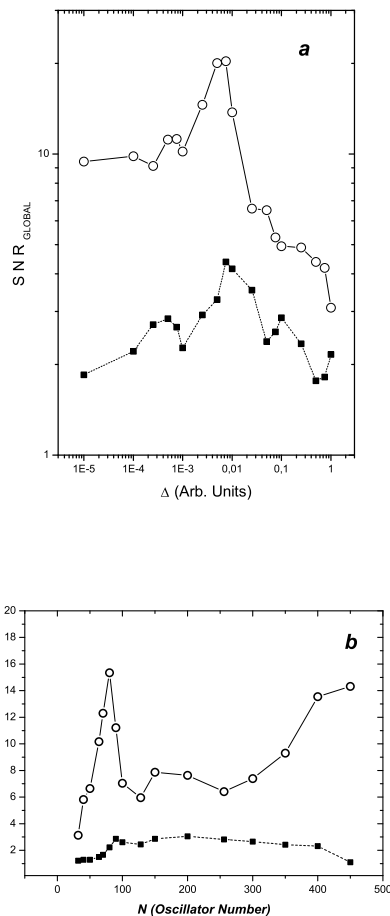 a
10
1
S N R GLOBAL
1E-5 1E-4 1E-3 0,01 0,1 1
Δ (Arb. Units)
b
20
18
16
14
12
10
8
6
4
2
0 100 200 300 400 500
N (Oscillator Number)